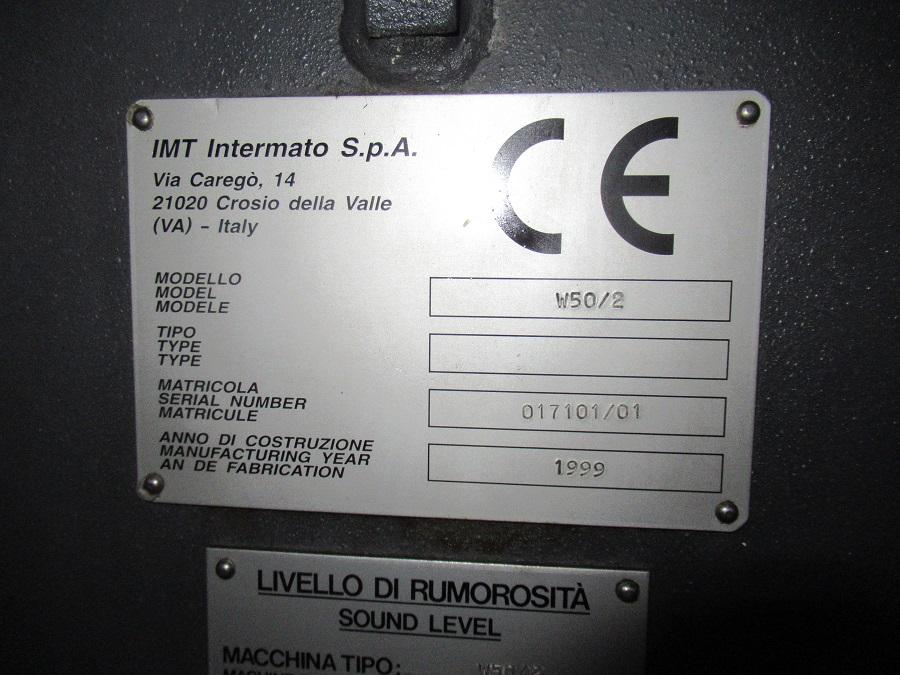 IMT Intermato S.p.A.
Via Caregò, 14
21020 Crosio della Valle
(VA) - Italy
CE
MODELLO
MODEL
MODELE
W50/2
TIPO
TYPE
TYPE
MATRICOLA
SERIAL NUMBER
MATRICULE
017101/01
ANNO DI COSTRUZIONE
MANUFACTURING YEAR
AN DE FABRICATION
1999
LIVELLO DI RUMOROSITÀ
SOUND LEVEL
MACCHINA TIPO: W50/2